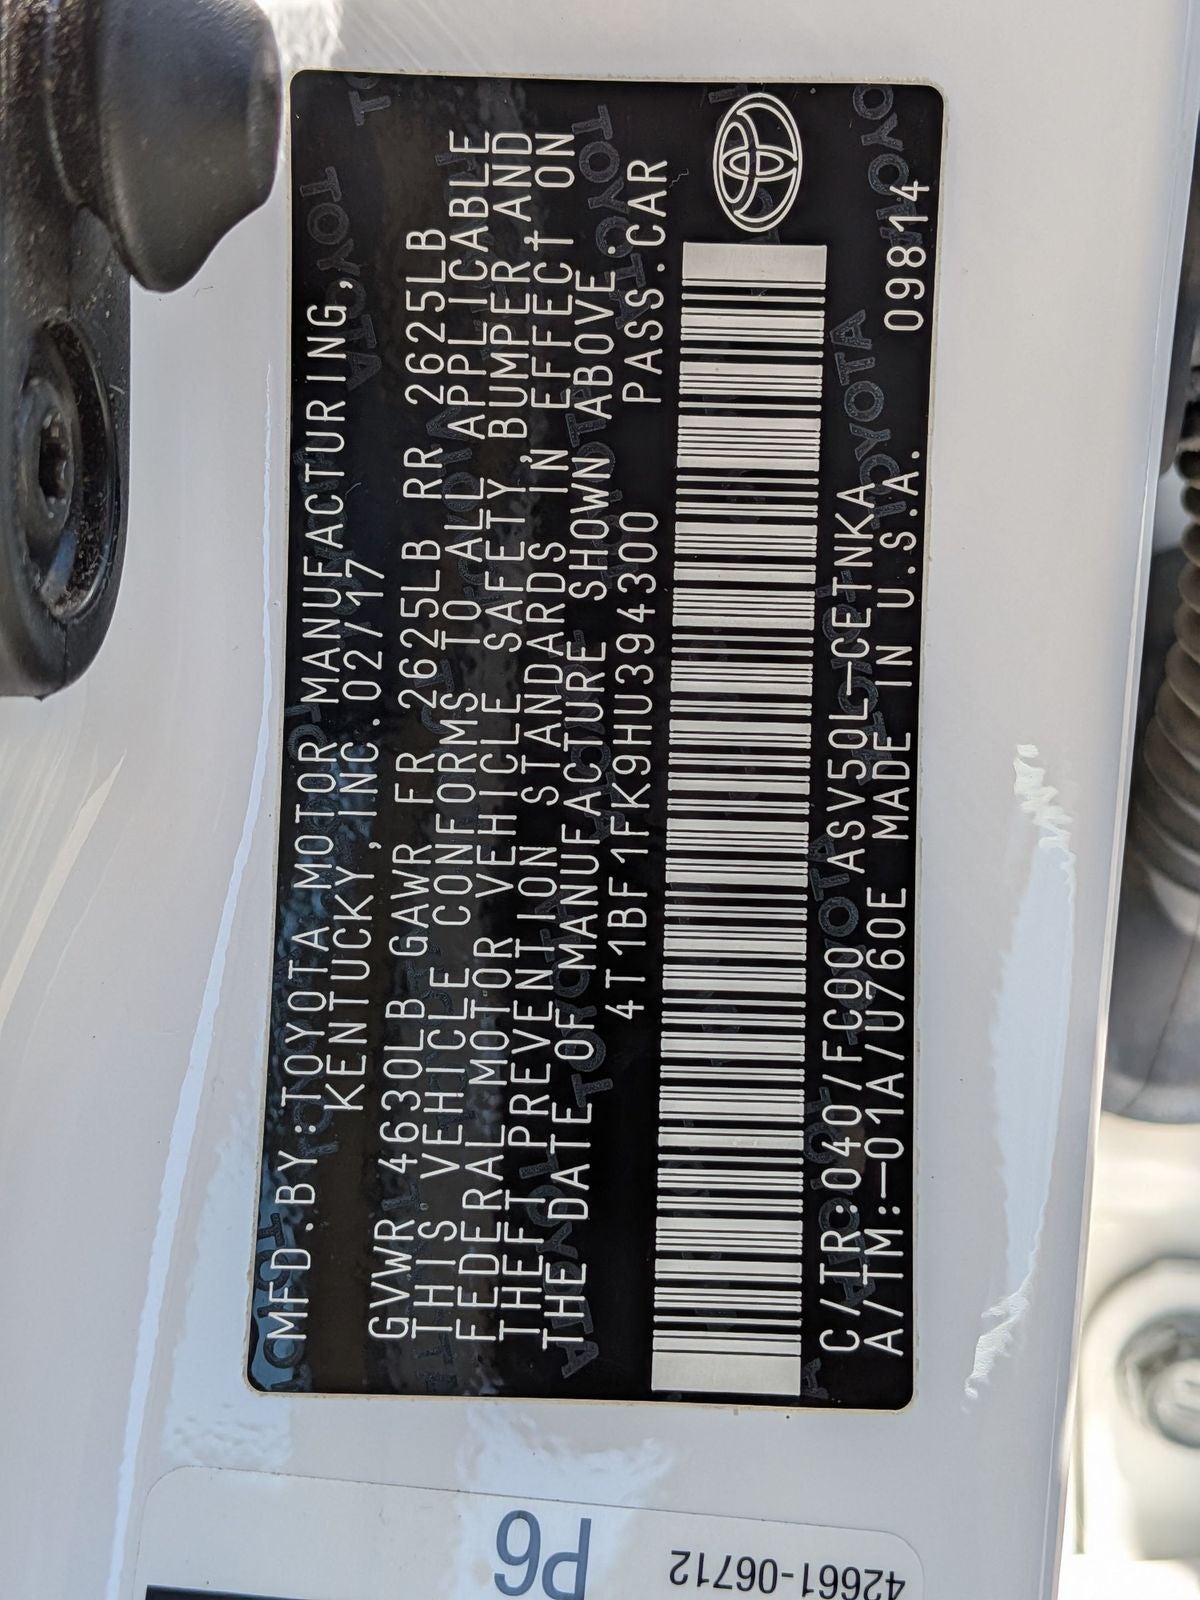 MFD.BY:TOYOTA MOTOR MANUFACTURING,
KENTUCKY, INC.02/17
GVWR 4630LB GAWR FR 2625LB RR 2625LB
THIS VEHICLE CONFORMS TO ALL APPLICABLE
FEDERAL MOTOR VEHICLE SAFETY, BUMPER, AND
THEFT PREVENTION STANDARDS IN EFFECT ON
THE DATE OF MANUFACTURE SHOWN ABOVE.
4T1BF1FK9HU394300 PASS.CAR
C/TR:040/FC00 ASV50L-CETNKA
A/TM:-01A/U760E MADE IN U.S.A. 09814
P6
42661-06712